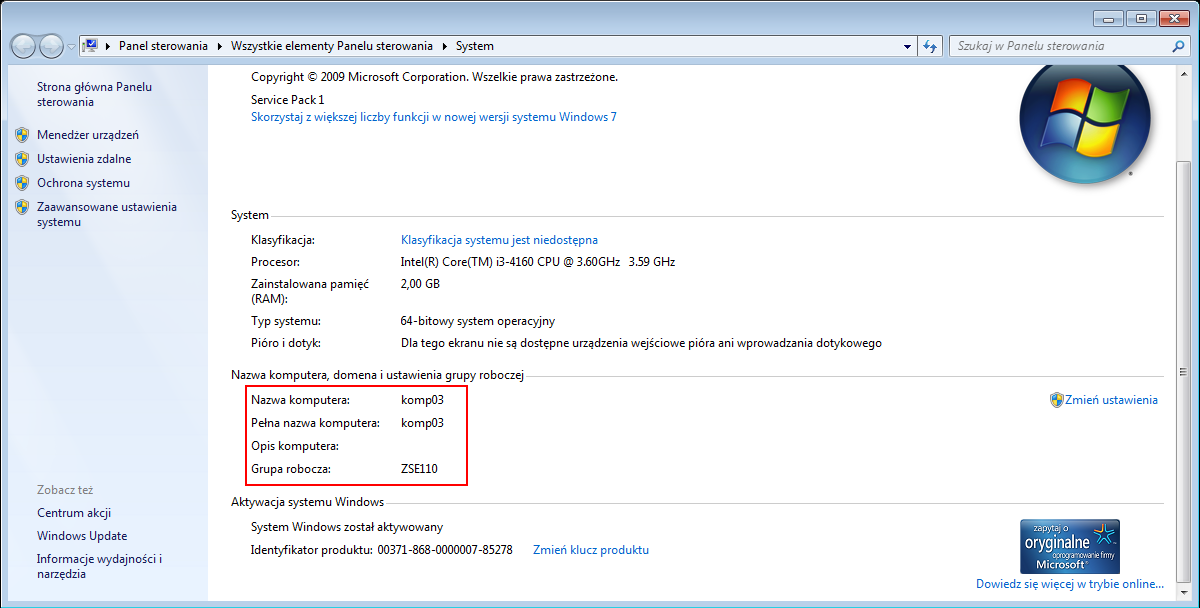 Panel sterowania ▸ Wszystkie elementy Panelu sterowania ▸ System
Szukaj w Panelu sterowania
Strona główna Panelu
sterowania
Menedżer urządzeń
Ustawienia zdalne
Ochrona systemu
Zaawansowane ustawienia
systemu
Zobacz też
Centrum akcji
Windows Update
Informacje wydajności i
narzędzia
Copyright © 2009 Microsoft Corporation. Wszelkie prawa zastrzeżone.
Service Pack 1
Skorzystaj z większej liczby funkcji w nowej wersji systemu Windows 7
System
Klasyfikacja: Klasyfikacja systemu jest niedostępna
Procesor: Intel(R) Core(TM) i3-4160 CPU @ 3.60GHz 3.59 GHz
Zainstalowana pamięć 2,00 GB
(RAM):
Typ systemu: 64-bitowy system operacyjny
Pióro i dotyk: Dla tego ekranu nie są dostępne urządzenia wejściowe pióra ani wprowadzania dotykowego
Nazwa komputera, domena i ustawienia grupy roboczej
Nazwa komputera: komp03
Zmień ustawienia
Pełna nazwa komputera: komp03
Opis komputera:
Grupa robocza: ZSE110
Aktywacja systemu Windows
System Windows został aktywowany
Identyfikator produktu: 00371-868-0000007-85278 Zmień klucz produktu
zapytaj o
oryginalne
oprogramowanie firmy
Microsoft
Dowiedz się więcej w trybie online...